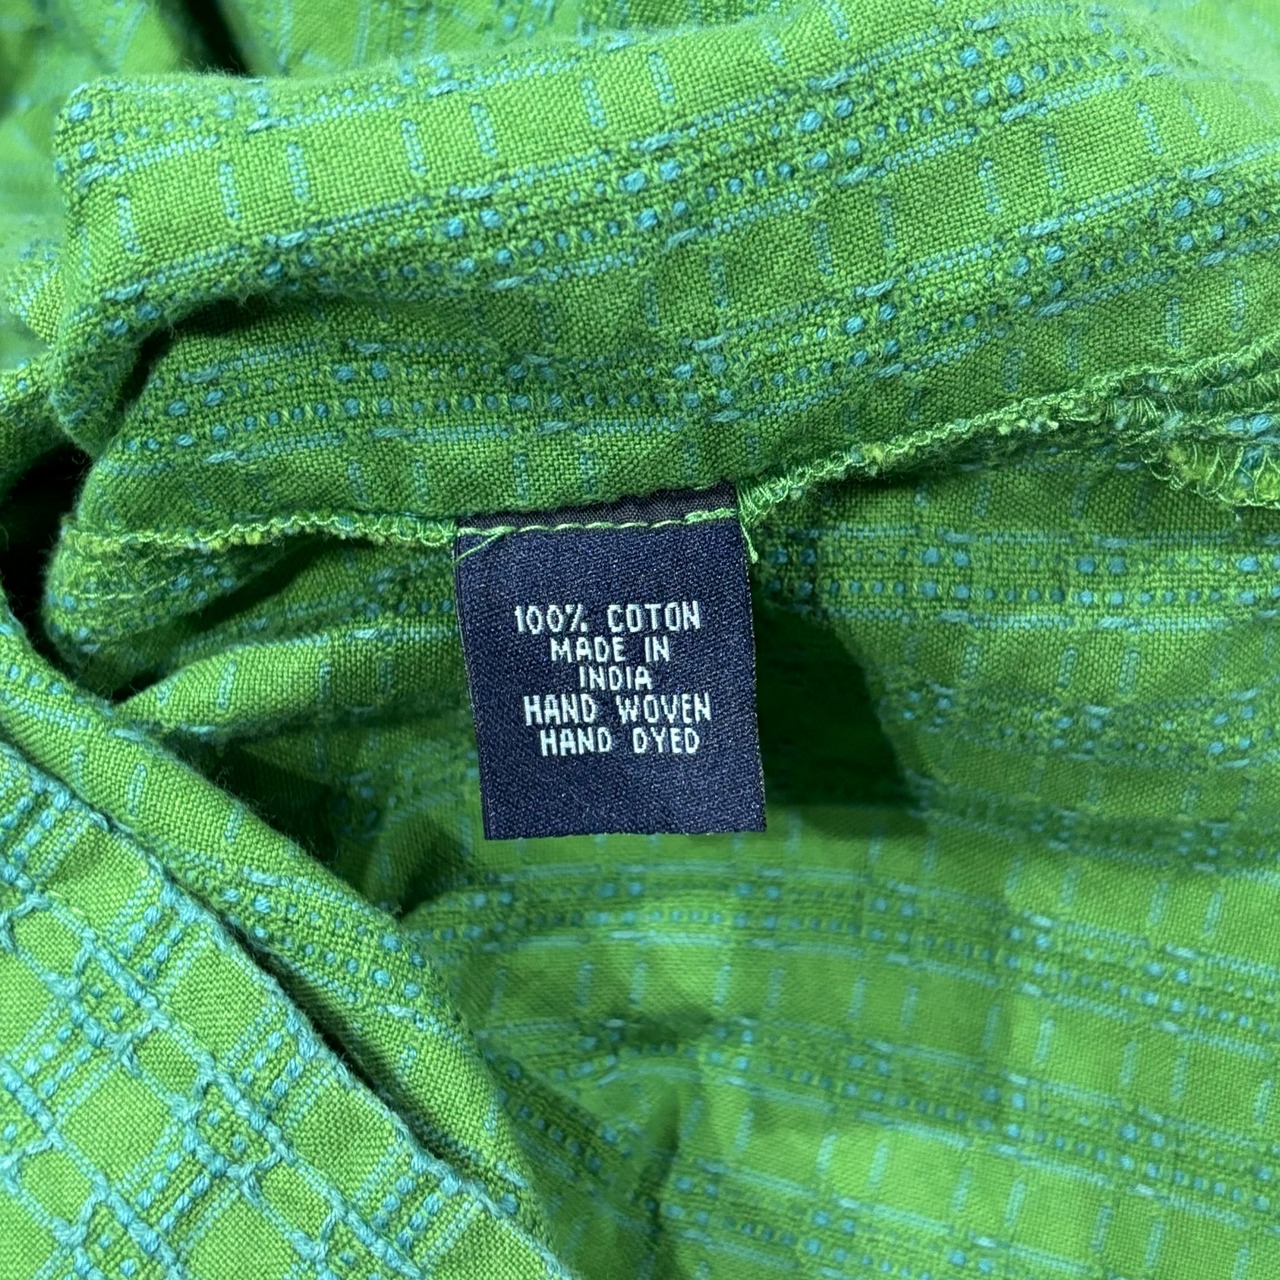 100% COTON
MADE IN
INDIA
HAND WOVEN
HAND DYED